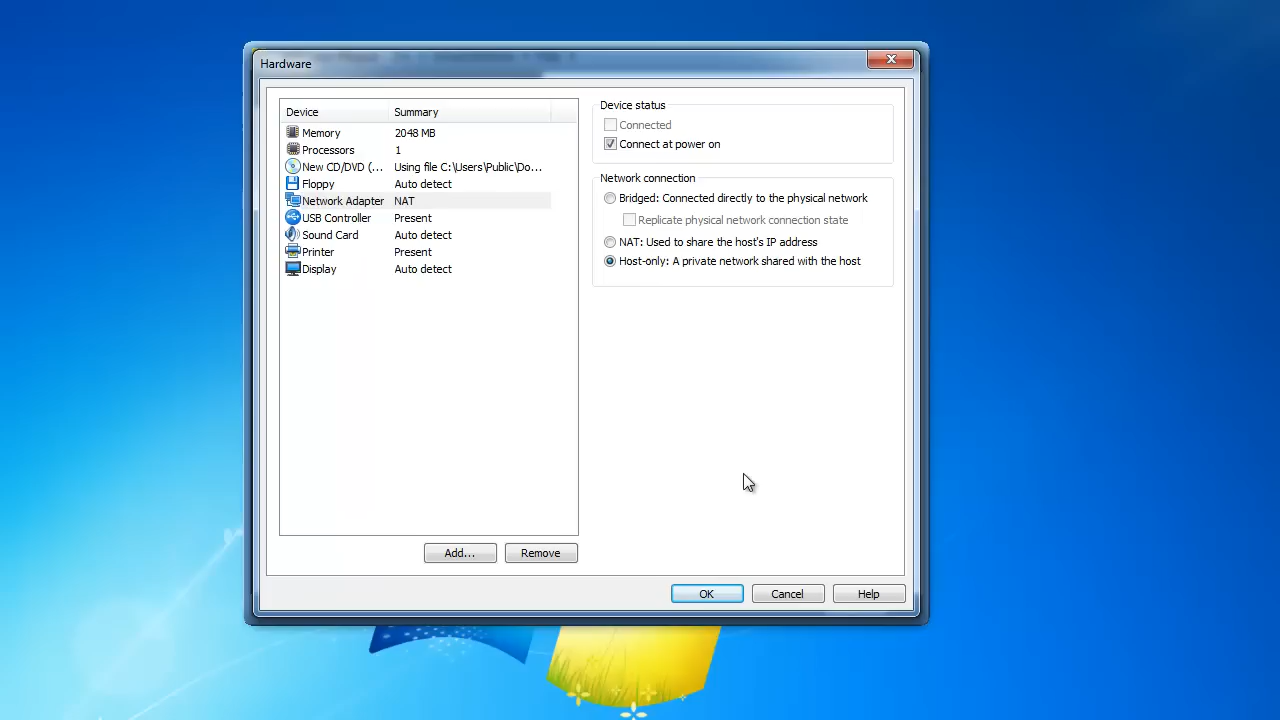 Hardware
Device Summary
Memory 2048 MB
Processors 1
New CD/DVD (... Using file C:\Users\Public\Do...
Floppy Auto detect
Network Adapter NAT
USB Controller Present
Sound Card Auto detect
Printer Present
Display Auto detect
Add... Remove
Device status
Connected
Connect at power on
Network connection
Bridged: Connected directly to the physical network
Replicate physical network connection state
NAT: Used to share the host's IP address
Host-only: A private network shared with the host
OK Cancel Help